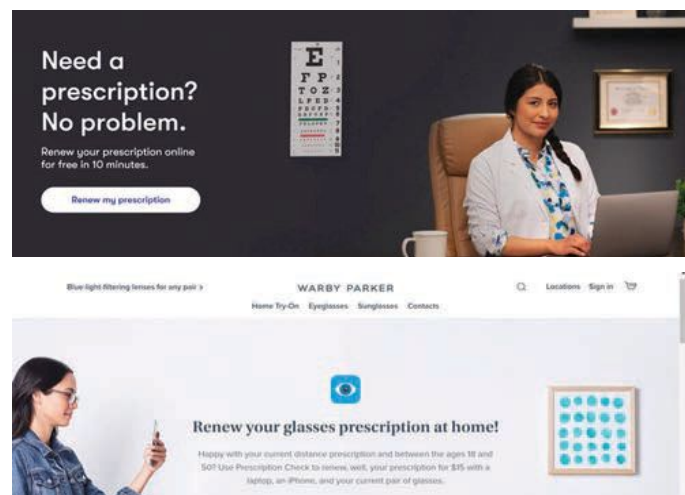 Need a
prescription?
No problem.
Renew your prescription online
for free in 10 minutes.
Renew my prescription
E
F P
T O Z
L P E D
Blue-light-filtering lenses for any pair >
WARBY PARKER
Locations Sign in
Home Try-On Eyeglasses Sunglasses Contacts
Renew your glasses prescription at home!
Happy with your current distance prescription and between the ages 18 and
50? Use Prescription Check to renew, well, your prescription for $15 with a
laptop, an iPhone, and your current pair of glasses.